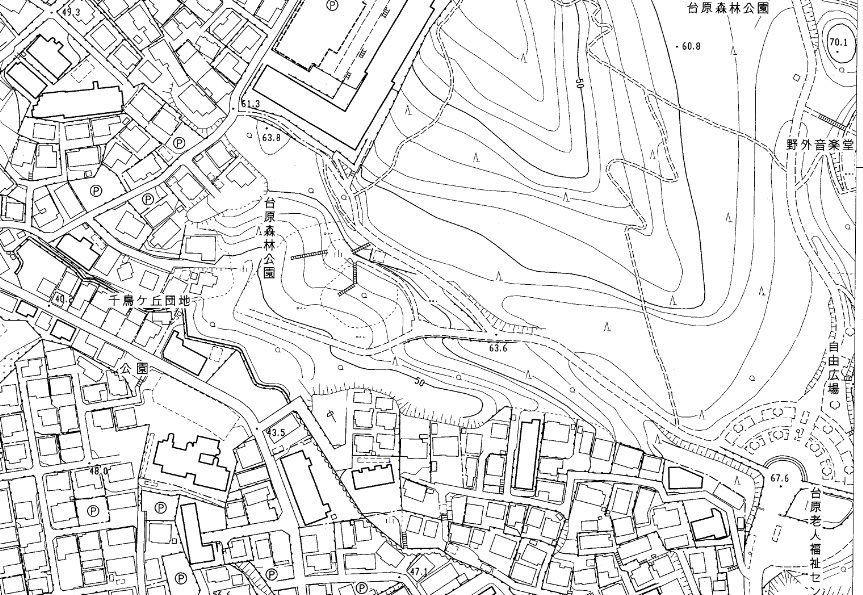 49.3
台原森林公園
70.1
60.8
61.3
63.8
野外音楽堂
台原森林公園
40.2
千鳥ケ丘団地
50
63.6
公園
自由広場
50
43.5
48.0
67.6
台原老人福祉セン
47.1
P
P
P
P
P
P
P
P
P